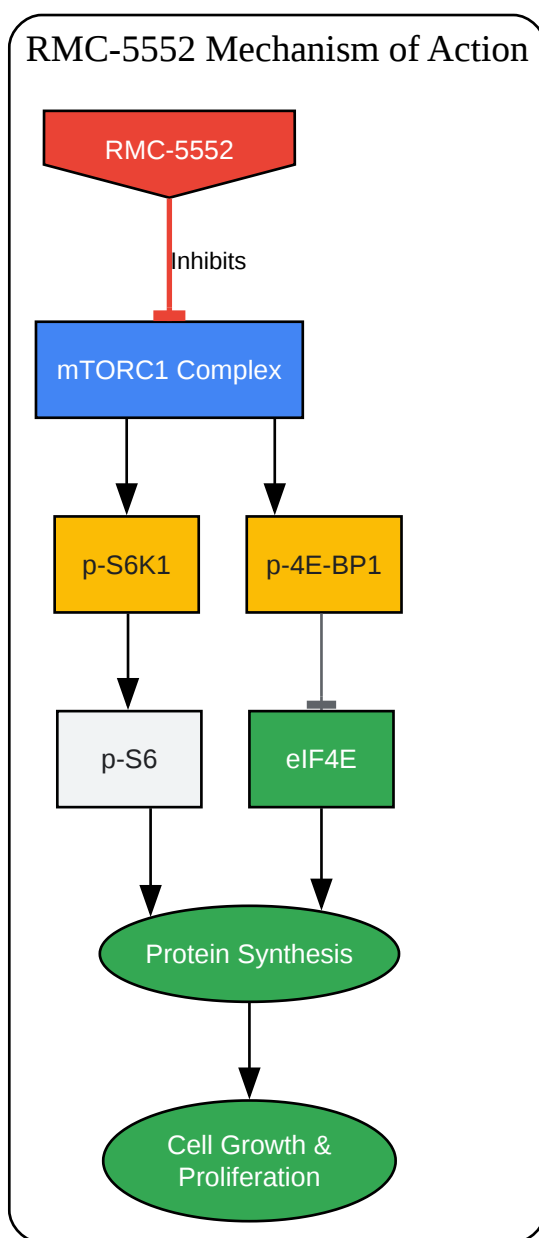 RMC-5552 Mechanism of Action
RMC-5552
Inhibits
mTORC1 Complex
p-S6K1
p-4E-BP1
p-S6
eIF4E
Protein Synthesis
Cell Growth &
Proliferation